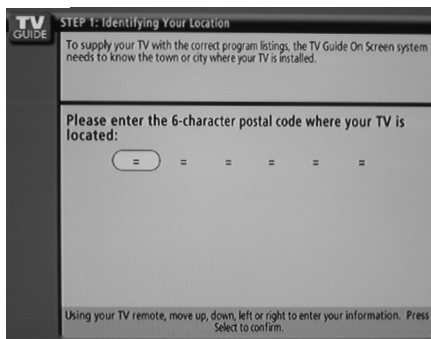 TV
GUIDE
STEP 1: Identifying Your Location
To supply your TV with the correct program listings, the TV Guide On Screen system
needs to know the town or city where your TV is installed.
Please enter the 6-character postal code where your TV is
located:
= = = = = =
Using your TV remote, move up, down, left or right to enter your information. Press
Select to confirm.